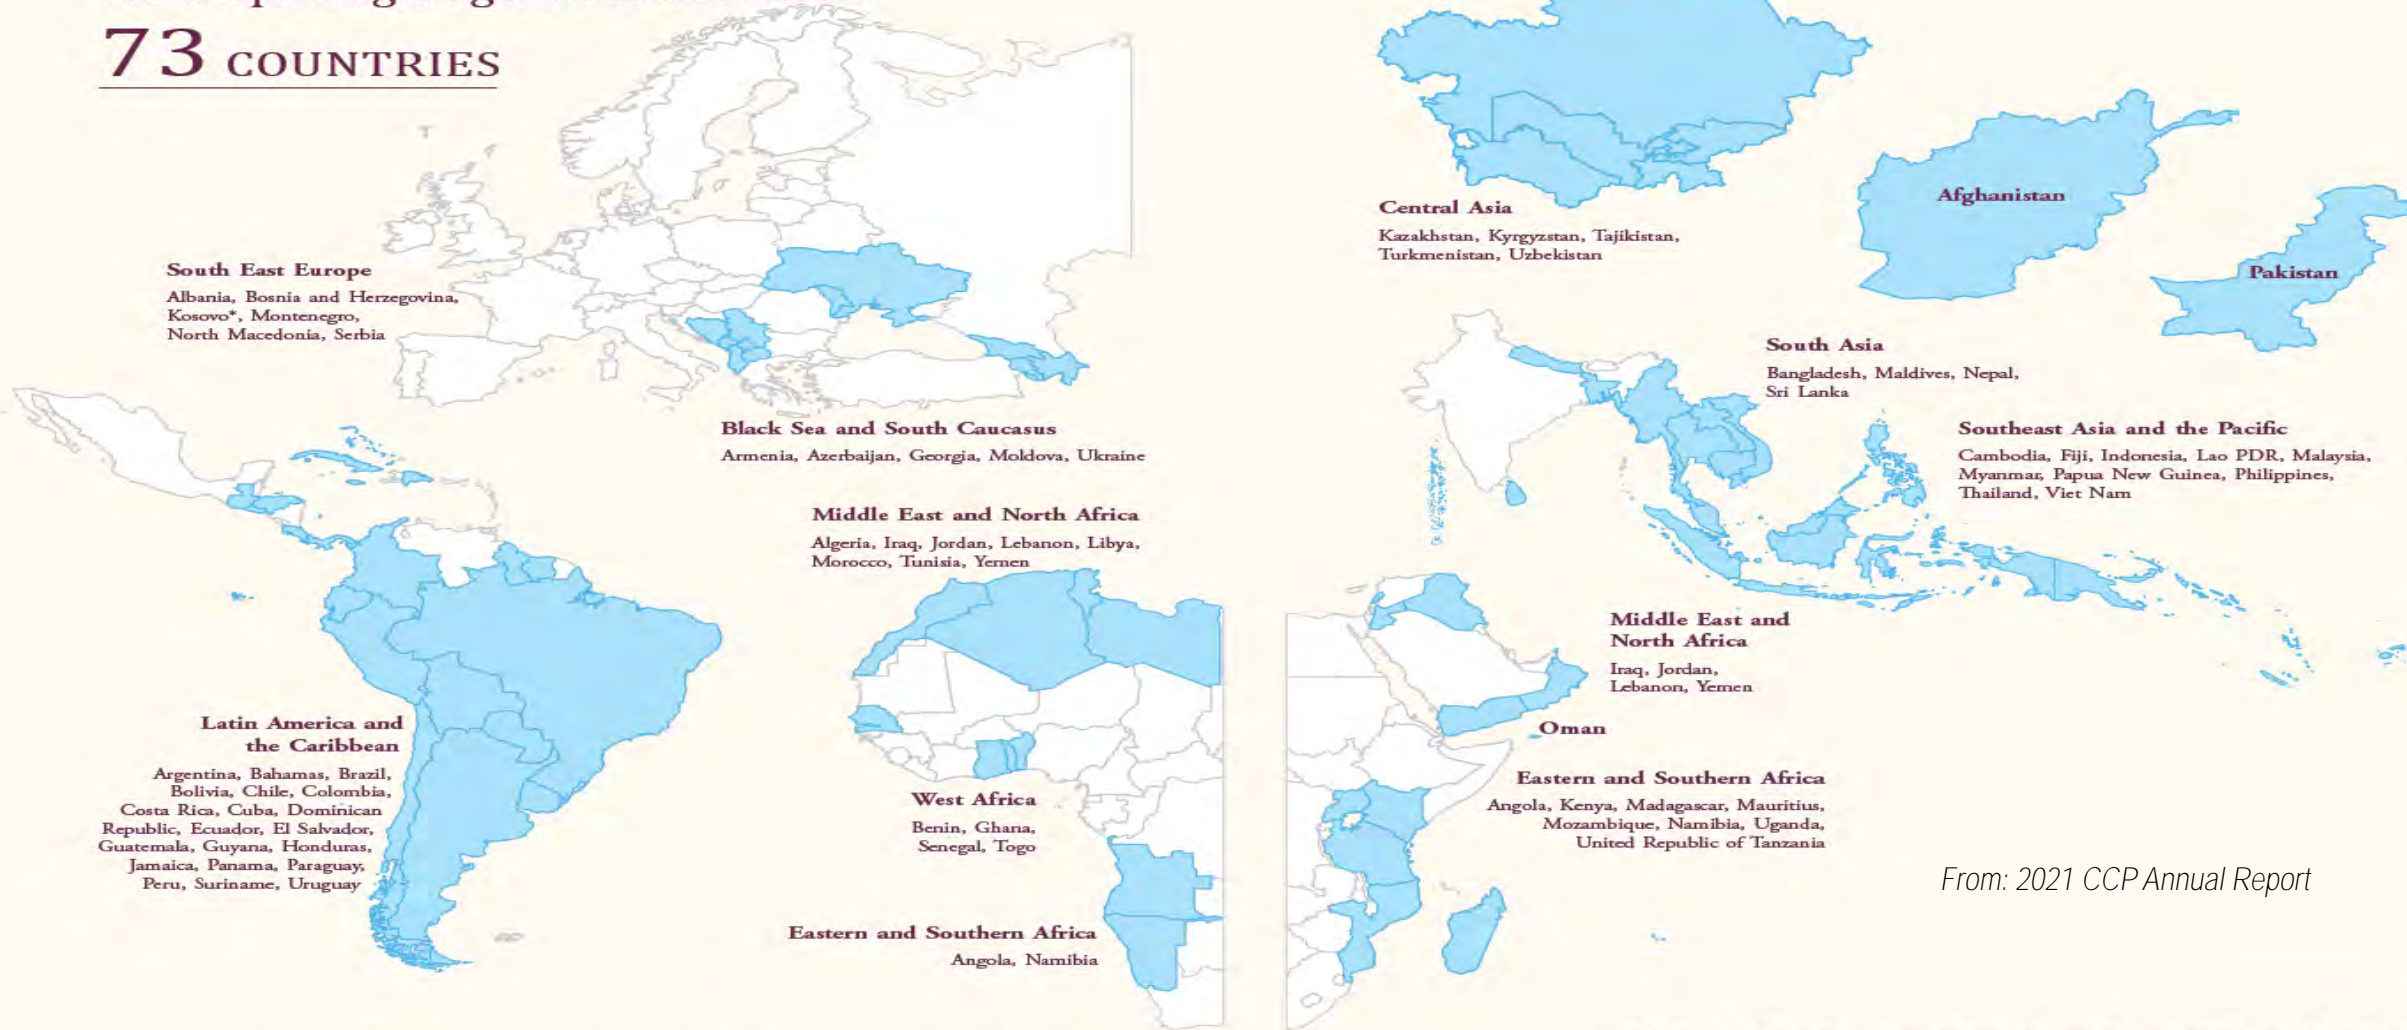 73 COUNTRIES
South East Europe
Albania, Bosnia and Herzegovina,
Kosovo*, Montenegro,
North Macedonia, Serbia
Black Sea and South Caucasus
Armenia, Azerbaijan, Georgia, Moldova, Ukraine
Central Asia
Kazakhstan, Kyrgyzstan, Tajikistan,
Turkmenistan, Uzbekistan
Afghanistan
Pakistan
South Asia
Bangladesh, Maldives, Nepal,
Sri Lanka
Southeast Asia and the Pacific
Cambodia, Fiji, Indonesia, Lao PDR, Malaysia,
Myanmar, Papua New Guinea, Philippines,
Thailand, Viet Nam
Middle East and North Africa
Algeria, Iraq, Jordan, Lebanon, Libya,
Morocco, Tunisia, Yemen
Middle East and
North Africa
Iraq, Jordan,
Lebanon, Yemen
Oman
Latin America and
the Caribbean
Argentina, Bahamas, Brazil,
Bolivia, Chile, Colombia,
Costa Rica, Cuba, Dominican
Republic, Ecuador, El Salvador,
Guatemala, Guyana, Honduras,
Jamaica, Panama, Paraguay,
Peru, Suriname, Uruguay
West Africa
Benin, Ghana,
Senegal, Togo
Eastern and Southern Africa
Angola, Kenya, Madagascar, Mauritius,
Mozambique, Namibia, Uganda,
United Republic of Tanzania
Eastern and Southern Africa
Angola, Namibia
From: 2021 CCP Annual Report